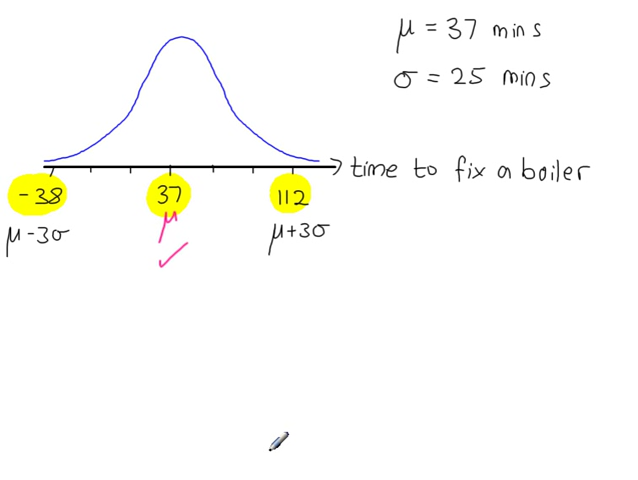 μ = 37 mins
σ = 25 mins
time to fix a boiler
-38 37 112
μ
μ-3σ μ+3σ